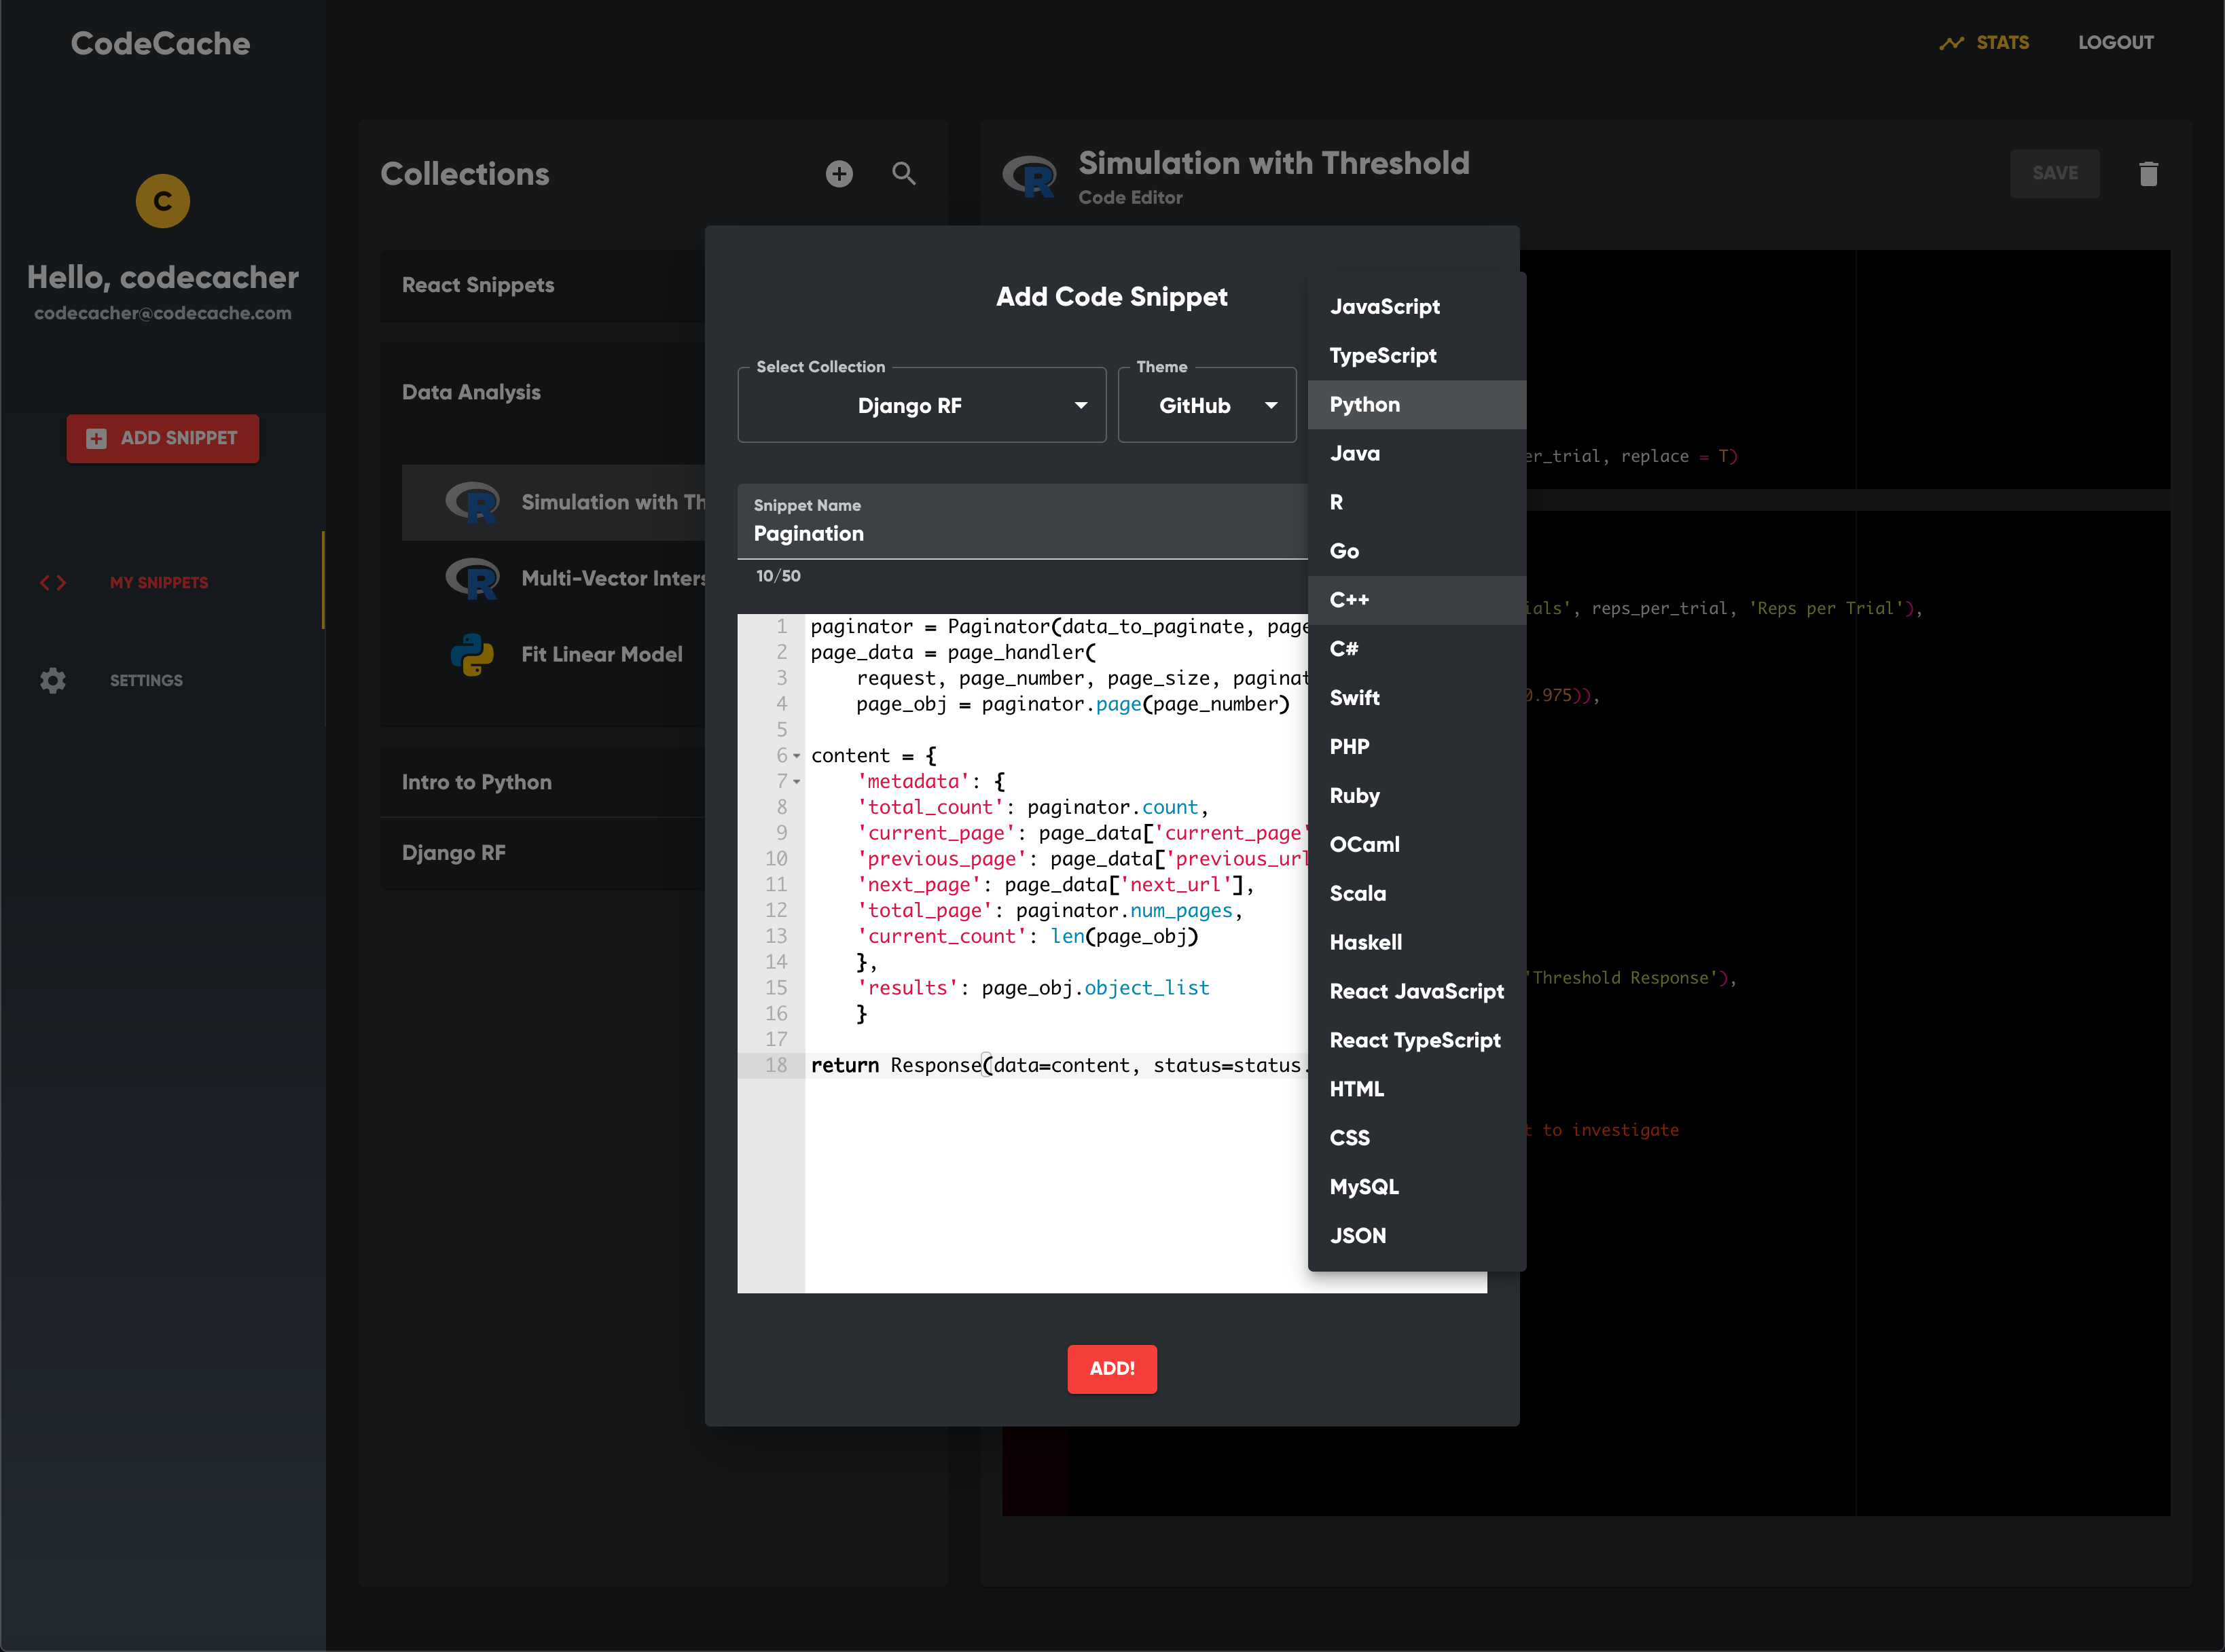 CodeCache
STATS
LOGOUT
C
Hello, codecacher
codecacher@codecache.com
ADD SNIPPET
MY SNIPPETS
SETTINGS
Collections
React Snippets
Data Analysis
Simulation with
Multi-Vector
Fit Linear Model
Intro to Python
Django RF
R
Simulation with Threshold
Code Editor
SAVE
er_trial, replace = T)
ials', reps_per_trial, 'Reps per Trial'),
0.975)),
'Threshold Response'),
t to investigate
Add Code Snippet
Select Collection
Django RF
Theme
GitHub
Snippet Name
Pagination
10/50
1 paginator = Paginator(data_to_paginate, page
2 page_data = page_handler(
3 request, page_number, page_size, paginat
4 page_obj = paginator.page(page_number)
5
6 content = {
7 'metadata': {
8 'total_count': paginator.count,
9 'current_page': page_data['current_page'
10 'previous_page': page_data['previous_url
11 'next_page': page_data['next_url'],
12 'total_page': paginator.num_pages,
13 'current_count': len(page_obj)
14 },
15 'results': page_obj.object_list
16 }
17
18 return Response(data=content, status=status.
ADD!
JavaScript
TypeScript
Python
Java
R
Go
C++
C#
Swift
PHP
Ruby
OCaml
Scala
Haskell
React JavaScript
React TypeScript
HTML
CSS
MySQL
JSON